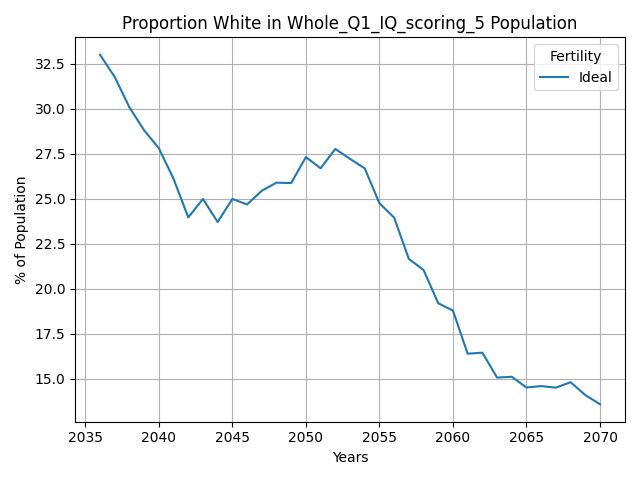 Proportion White in Whole_Q1_IQ_scoring_5 Population
Fertility
Ideal
% of Population
32.5
30.0
27.5
25.0
22.5
20.0
17.5
15.0
2035 2040 2045 2050 2055 2060 2065 2070
Years